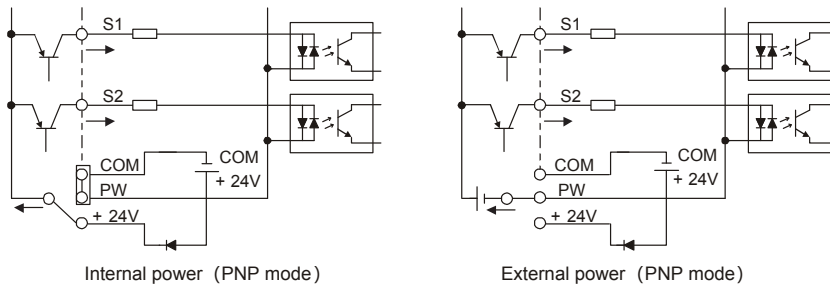 S1
S2
COM
COM
+ 24V
PW
+ 24V
Internal power (PNP mode)
S1
S2
COM
COM
+ 24V
PW
+ 24V
External power (PNP mode)